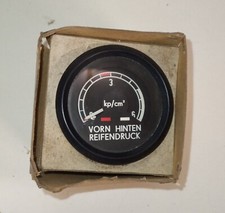 3
kp/cm²
VORN HINTEN
REIFENDRUCK